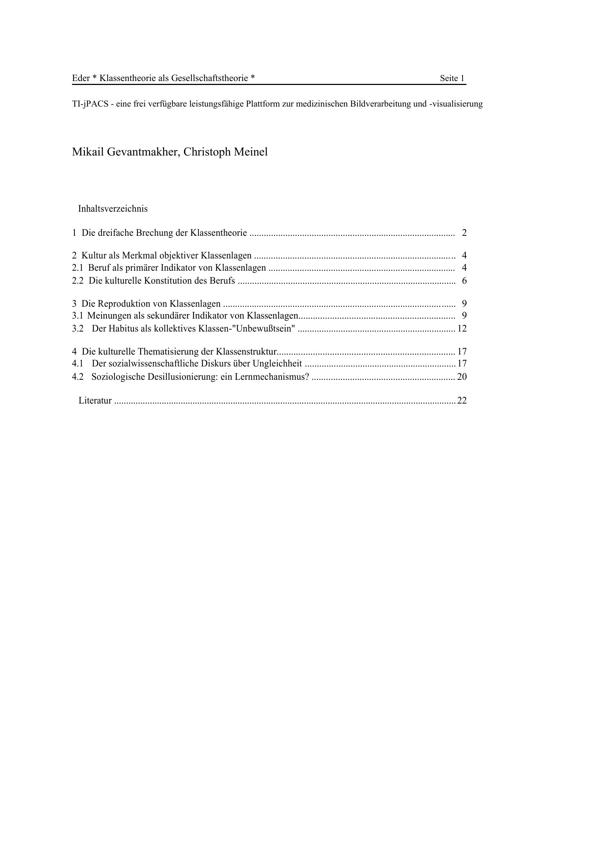 Eder * Klassentheorie als Gesellschaftstheorie * Seite 1
TI-jPACS - eine frei verfügbare leistungsfähige Plattform zur medizinischen Bildverarbeitung und -visualisierung
Mikail Gevantmakher, Christoph Meinel
Inhaltsverzeichnis
1 Die dreifache Brechung der Klassentheorie ..................................................................................... 2
2 Kultur als Merkmal objektiver Klassenlagen ................................................................................... 4
2.1 Beruf als primärer Indikator von Klassenlagen ............................................................................. 4
2.2 Die kulturelle Konstitution des Berufs .......................................................................................... 6
3 Die Reproduktion von Klassenlagen ................................................................................................ 9
3.1 Meinungen als sekundärer Indikator von Klassenlagen................................................................. 9
3.2 Der Habitus als kollektives Klassen-"Unbewußtsein" .................................................................. 12
4 Die kulturelle Thematisierung der Klassenstruktur.......................................................................... 17
4.1 Der sozialwissenschaftliche Diskurs über Ungleichheit ............................................................... 17
4.2 Soziologische Desillusionierung: ein Lernmechanismus? ............................................................ 20
Literatur .............................................................................................................................................. 22